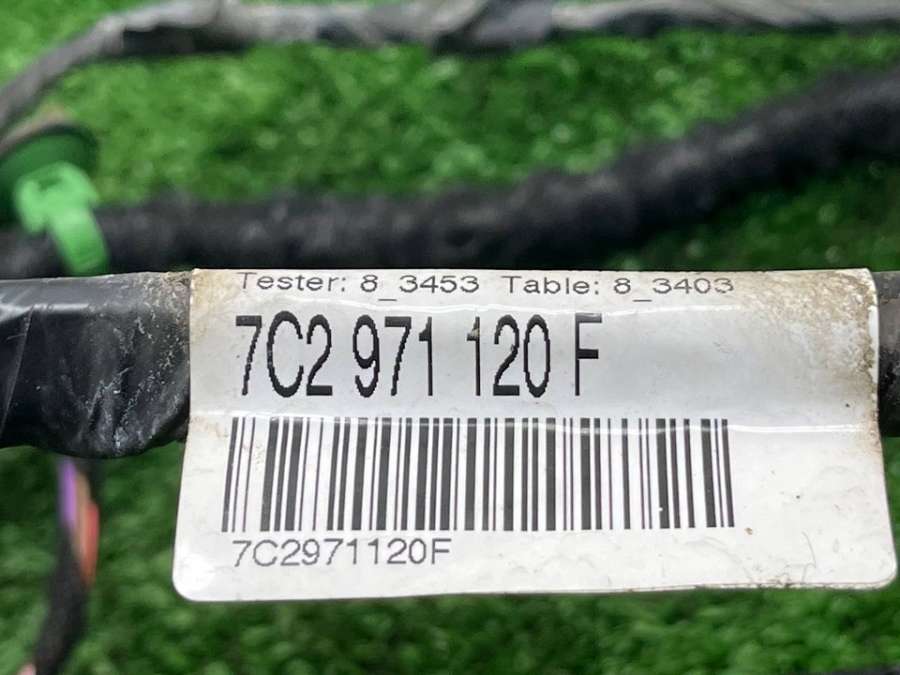 Tester: 8_3453 Table: 8_3403
7C2 971 120 F
7C2971120F